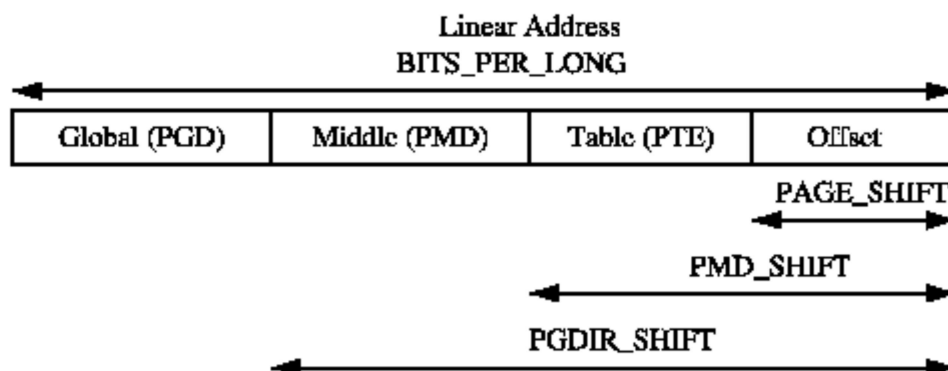 Linear Address
BITS_PER_LONG
Global (PGD) Middle (PMD) Table (PTE) Offset
PAGE_SHIFT
PMD_SHIFT
PGDIR_SHIFT